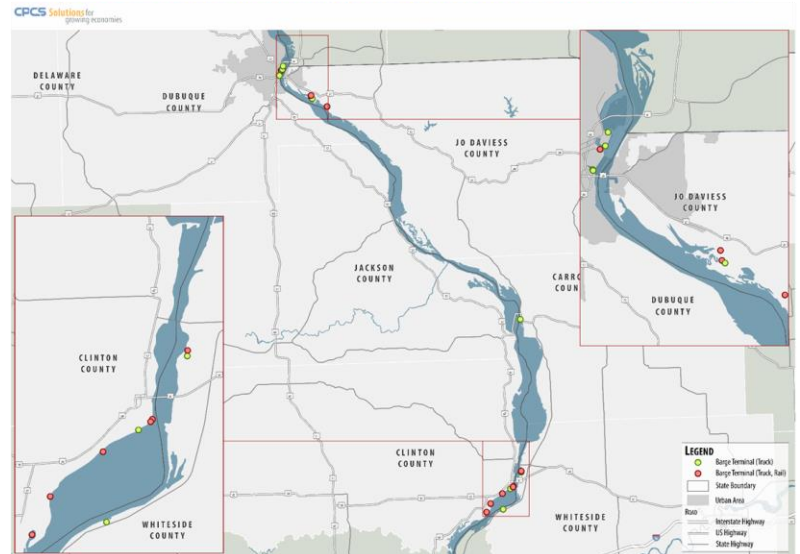 CPCS Solutions for
growing economies
DELAWARE
COUNTY
DUBUQUE
COUNTY
JO DAVIESS
COUNTY
JACKSON
COUNTY
CARRO
COUN
CLINTON
COUNTY
WHITESIDE
COUNTY
JO DAVIESS
COUNTY
DUBUQUE
COUNTY
CLINTON
COUNTY
WHITESIDE
COUNTY
LEGEND
Barge Terminal (Truck)
Barge Terminal (Truck, Rail)
State Boundary
Urban Area
ROAD
Interstate Highway
US Highway
State Highway